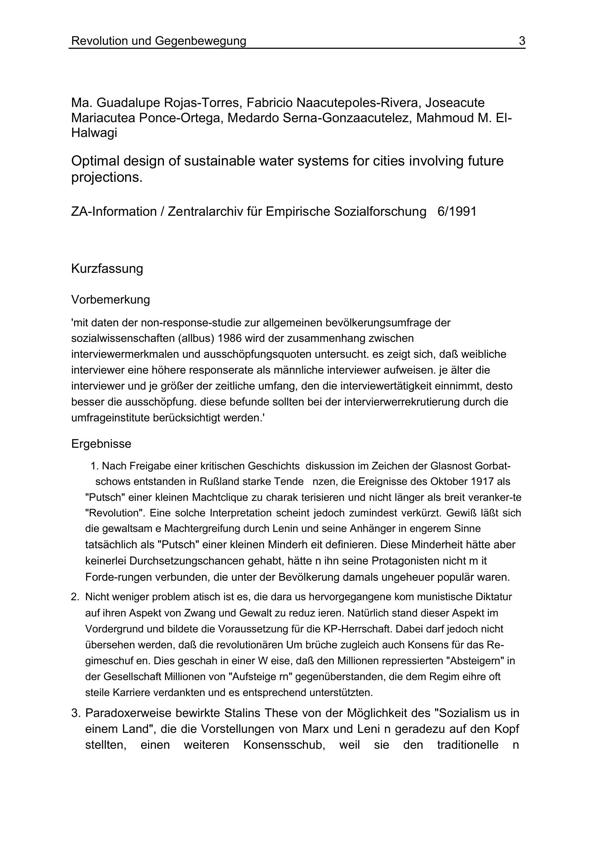 Revolution und Gegenbewegung 3
Ma. Guadalupe Rojas-Torres, Fabricio Naacutepoles-Rivera, Joseacute
Mariacutea Ponce-Ortega, Medardo Serna-Gonzaacutelez, Mahmoud M. El-
Halwagi
Optimal design of sustainable water systems for cities involving future
projections.
ZA-Information / Zentralarchiv für Empirische Sozialforschung 6/1991
Kurzfassung
Vorbemerkung
'mit daten der non-response-studie zur allgemeinen bevölkerungsumfrage der
sozialwissenschaften (allbus) 1986 wird der zusammenhang zwischen
interviewermerkmalen und ausschöpfungsquoten untersucht. es zeigt sich, daß weibliche
interviewer eine höhere responserate als männliche interviewer aufweisen. je älter die
interviewer und je größer der zeitliche umfang, den die interviewertätigkeit einnimmt, desto
besser die ausschöpfung. diese befunde sollten bei der intervierwerrekrutierung durch die
umfrageinstitute berücksichtigt werden.'
Ergebnisse
1. Nach Freigabe einer kritischen Geschichts diskussion im Zeichen der Glasnost Gorbat-
schows entstanden in Rußland starke Tende nzen, die Ereignisse des Oktober 1917 als
"Putsch" einer kleinen Machtclique zu charak terisieren und nicht länger als breit veranker-te
"Revolution". Eine solche Interpretation scheint jedoch zumindest verkürzt. Gewiß läßt sich
die gewaltsam e Machtergreifung durch Lenin und seine Anhänger in engerem Sinne
tatsächlich als "Putsch" einer kleinen Minderh eit definieren. Diese Minderheit hätte aber
keinerlei Durchsetzungschancen gehabt, hätte n ihn seine Protagonisten nicht m it
Forde-rungen verbunden, die unter der Bevölkerung damals ungeheuer populär waren.
2. Nicht weniger problem atisch ist es, die dara us hervorgegangene kom munistische Diktatur
auf ihren Aspekt von Zwang und Gewalt zu reduz ieren. Natürlich stand dieser Aspekt im
Vordergrund und bildete die Voraussetzung für die KP-Herrschaft. Dabei darf jedoch nicht
übersehen werden, daß die revolutionären Um brüche zugleich auch Konsens für das Re-
gimeschuf en. Dies geschah in einer W eise, daß den Millionen repressierten "Absteigern" in
der Gesellschaft Millionen von "Aufsteige rn" gegenüberstanden, die dem Regim eihre oft
steile Karriere verdankten und es entsprechend unterstützten.
3. Paradoxerweise bewirkte Stalins These von der Möglichkeit des "Sozialism us in
einem Land", die die Vorstellungen von Marx und Leni n geradezu auf den Kopf
stellten, einen weiteren Konsensschub, weil sie den traditionelle n